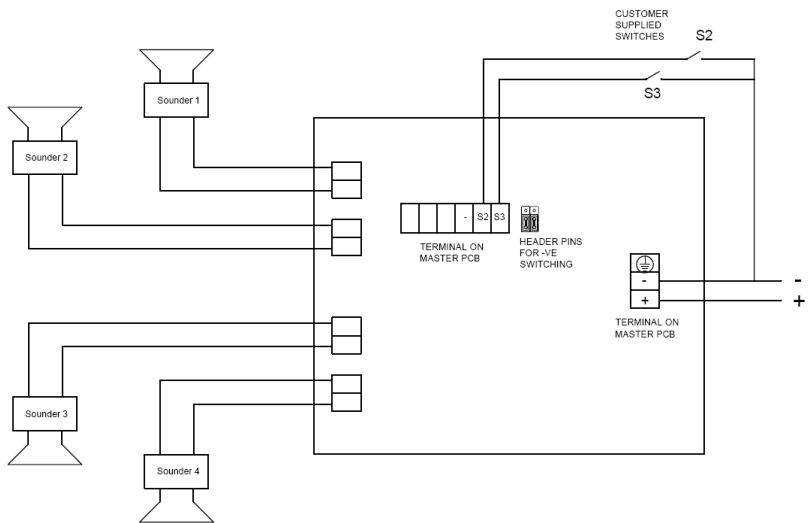 CUSTOMER
SUPPLIED
SWITCHES
S2
S3
Sounder 1
Sounder 2
- S2 S3
TERMINAL ON
MASTER PCB
HEADER PINS
FOR -VE
SWITCHING
-
+
-
+
TERMINAL ON
MASTER PCB
Sounder 3
Sounder 4